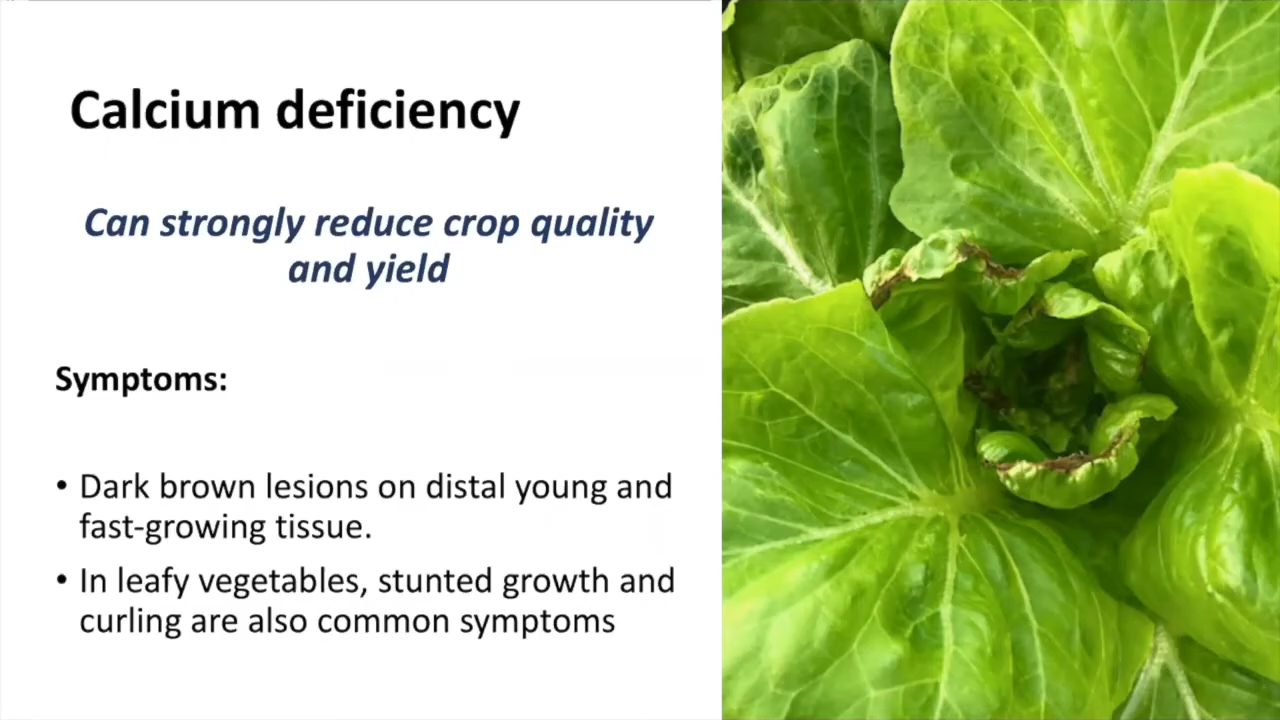 Calcium deficiency
Can strongly reduce crop quality
and yield
Symptoms:
• Dark brown lesions on distal young and
fast-growing tissue.
• In leafy vegetables, stunted growth and
curling are also common symptoms